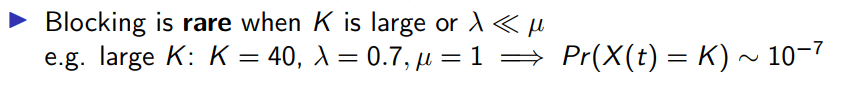 ▶ Blocking is rare when K is large or λ ≪ μ
e.g. large K: K = 40, λ = 0.7, μ = 1 ⟹ Pr(X(t) = K) ∼ 10⁻⁷